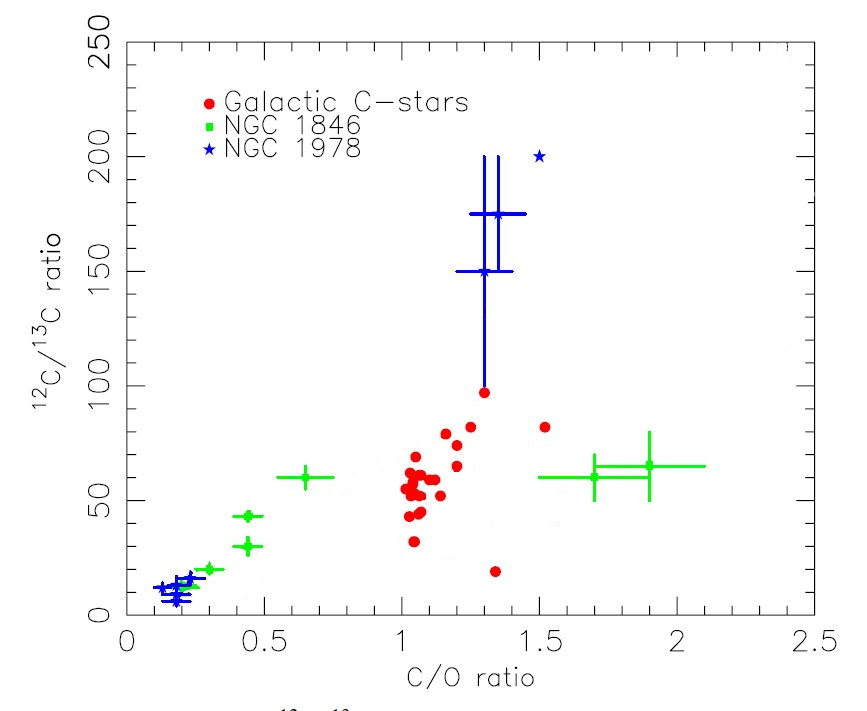 250
200
150
100
50
0
¹²C/¹³C ratio
Galactic C-stars
NGC 1846
NGC 1978
0 0.5 1 1.5 2 2.5
C/O ratio